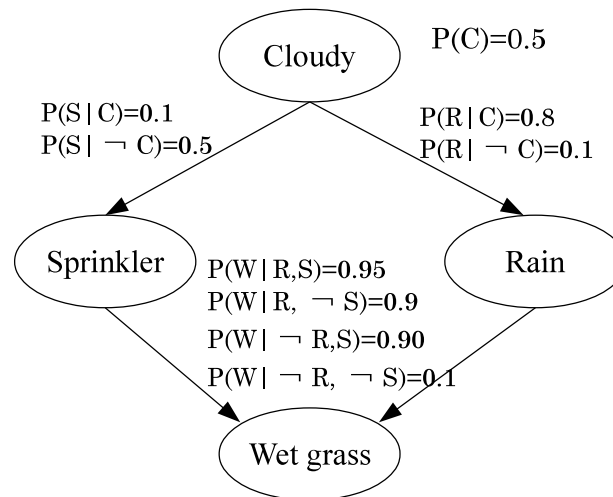 Cloudy
P(C)=0.5
P(S| C)=0.1
P(S| ¬ C)=0.5
P(R| C)=0.8
P(R| ¬ C)=0.1
Sprinkler
Rain
P(W| R,S)=0.95
P(W| R, ¬ S)=0.9
P(W| ¬ R,S)=0.90
P(W| ¬ R, ¬ S)=0.1
Wet grass